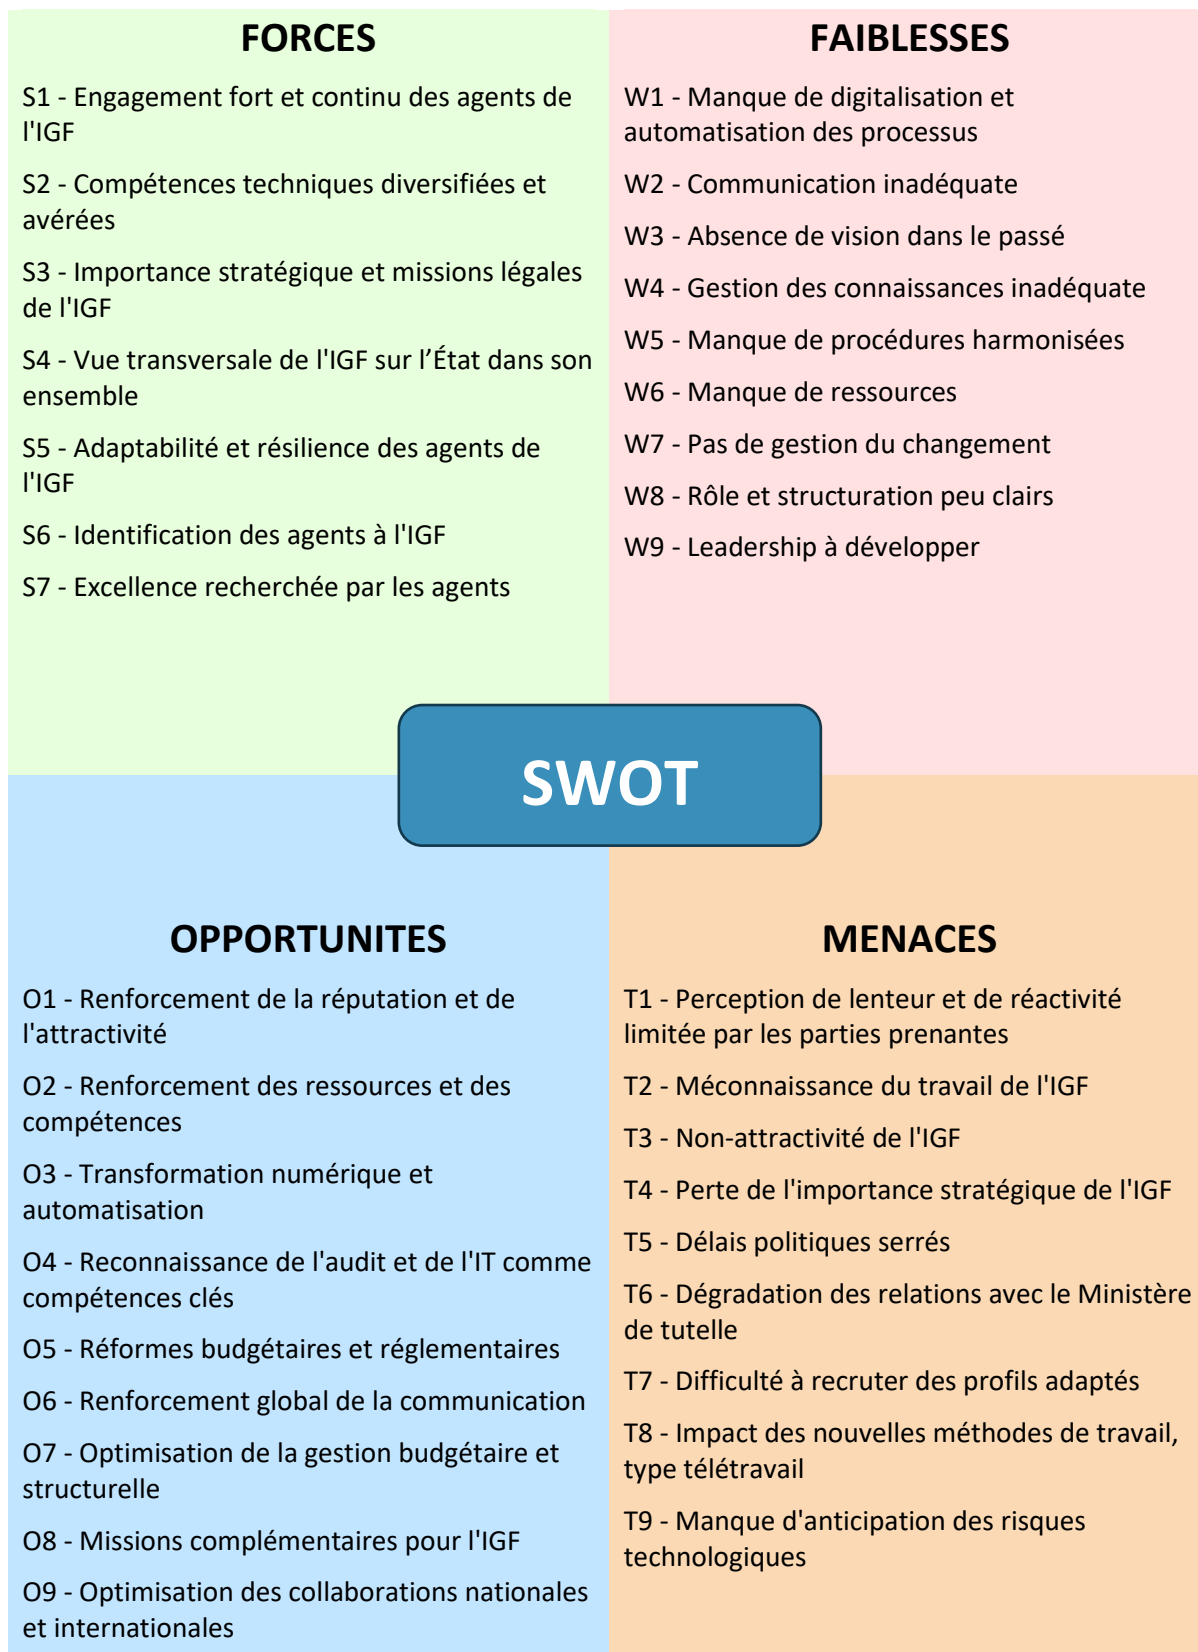 FORCES
S1 - Engagement fort et continu des agents de
l'IGF
S2 - Compétences techniques diversifiées et
avérées
S3 - Importance stratégique et missions légales
de l'IGF
S4 - Vue transversale de l'IGF sur l’État dans son
ensemble
S5 - Adaptabilité et résilience des agents de
l'IGF
S6 - Identification des agents à l'IGF
S7 - Excellence recherchée par les agents
FAIBLESSES
W1 - Manque de digitalisation et
automatisation des processus
W2 - Communication inadéquate
W3 - Absence de vision dans le passé
W4 - Gestion des connaissances inadéquate
W5 - Manque de procédures harmonisées
W6 - Manque de ressources
W7 - Pas de gestion du changement
W8 - Rôle et structuration peu clairs
W9 - Leadership à développer
SWOT
OPPORTUNITES
O1 - Renforcement de la réputation et de
l'attractivité
O2 - Renforcement des ressources et des
compétences
O3 - Transformation numérique et
automatisation
O4 - Reconnaissance de l'audit et de l'IT comme
compétences clés
O5 - Réformes budgétaires et réglementaires
O6 - Renforcement global de la communication
O7 - Optimisation de la gestion budgétaire et
structurelle
O8 - Missions complémentaires pour l'IGF
O9 - Optimisation des collaborations nationales
et internationales
MENACES
T1 - Perception de lenteur et de réactivité
limitée par les parties prenantes
T2 - Méconnaissance du travail de l'IGF
T3 - Non-attractivité de l'IGF
T4 - Perte de l'importance stratégique de l'IGF
T5 - Délais politiques serrés
T6 - Dégradation des relations avec le Ministère
de tutelle
T7 - Difficulté à recruter des profils adaptés
T8 - Impact des nouvelles méthodes de travail,
type télétravail
T9 - Manque d'anticipation des risques
technologiques